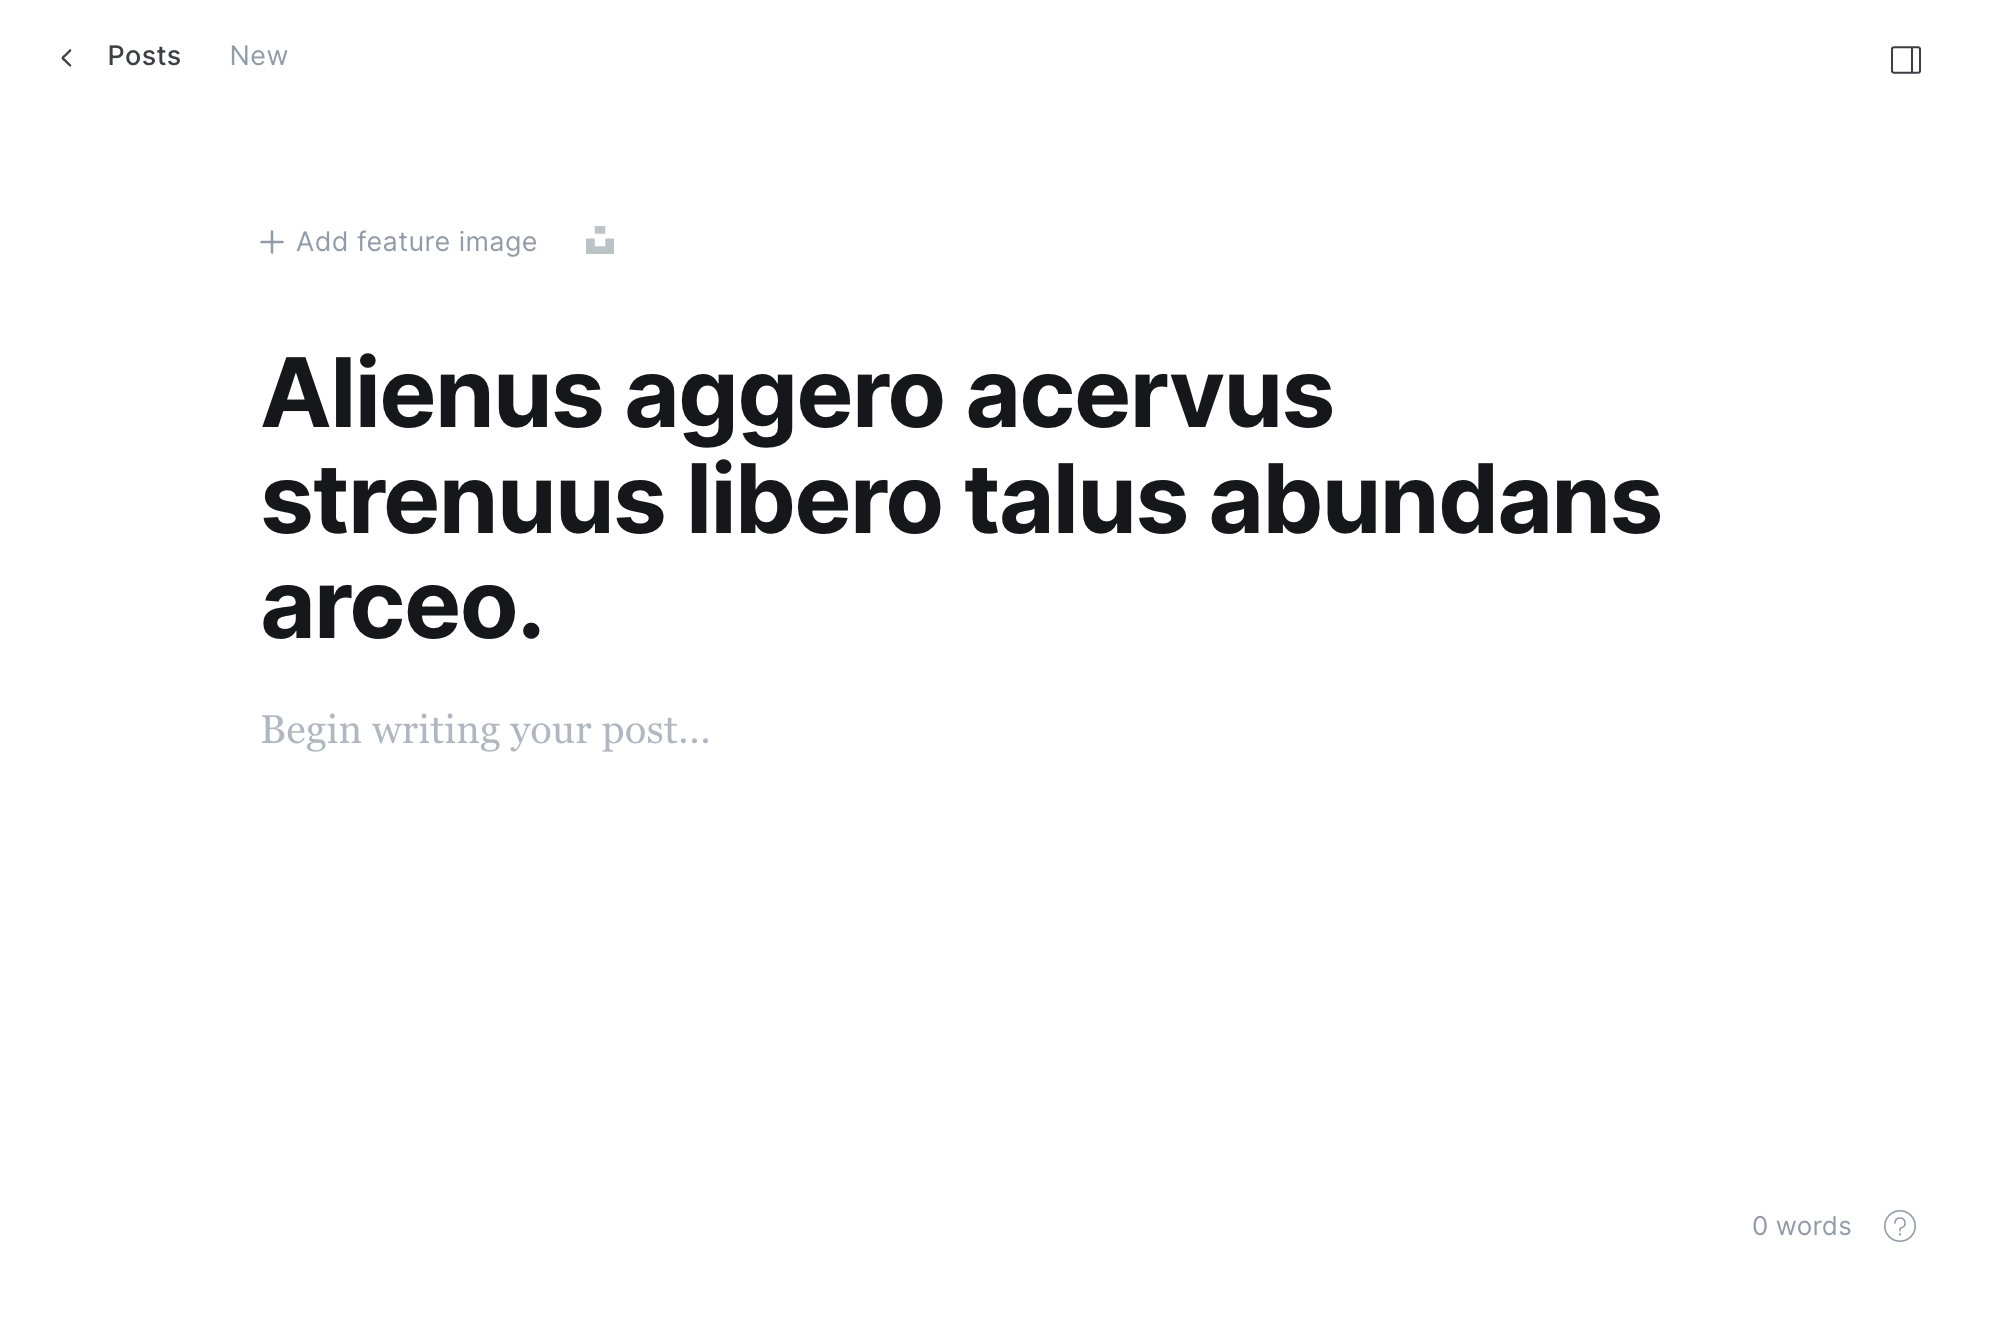 Posts New
+ Add feature image
Alienus aggero acervus
strenuus libero talus abundans
arceo.
Begin writing your post...
0 words ?